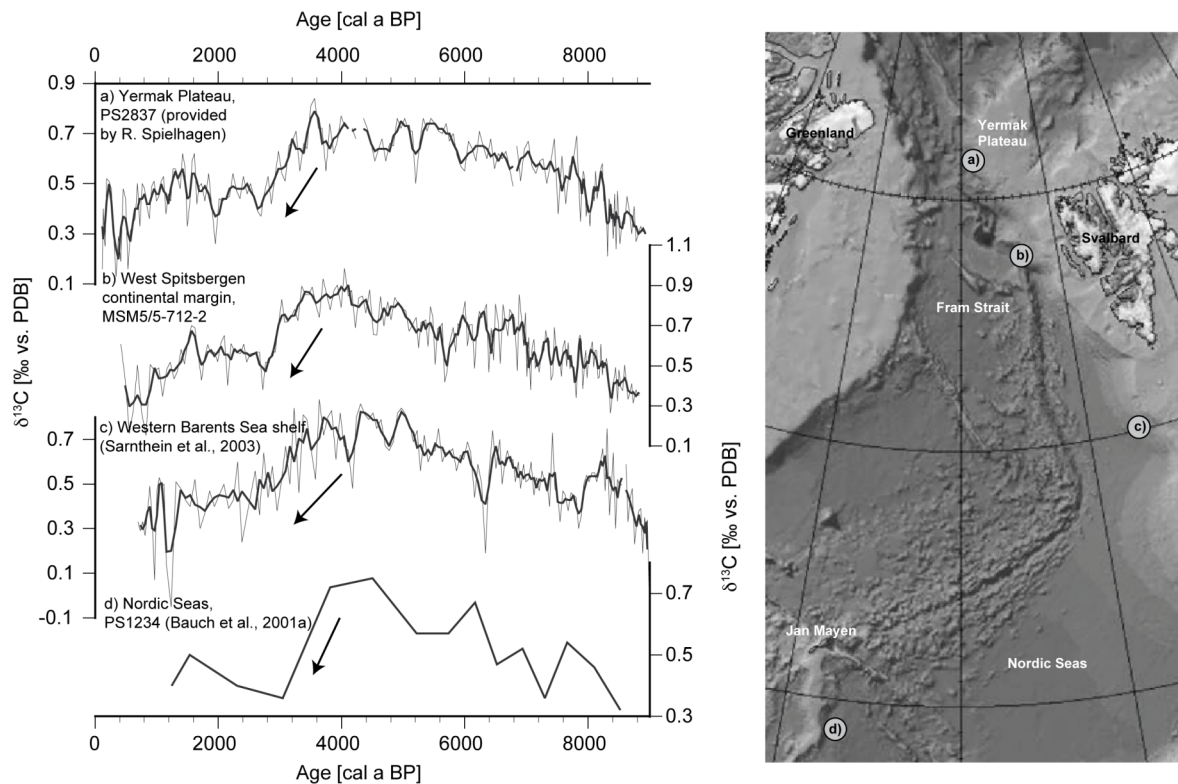 Age [cal a BP]
0 2000 4000 6000 8000
0.9
0.7
0.5
0.3
0.1
a) Yermak Plateau,
PS2837 (provided
by R. Spielhagen)
δ¹³C [‰ vs. PDB]
1.1
0.9
0.7
0.5
0.3
0.1
b) West Spitsbergen
continental margin,
MSM5/5-712-2
0.7
0.5
0.3
0.1
-0.1
c) Western Barents Sea shelf
(Sarnthein et al., 2003)
δ¹³C [‰ vs. PDB]
0.7
0.5
0.3
d) Nordic Seas,
PS1234 (Bauch et al., 2001a)
0 2000 4000 6000 8000
Age [cal a BP]
Greenland
Yermak
Plateau
a)
Svalbard
b)
Fram Strait
c)
Jan Mayen
Nordic Seas
d)